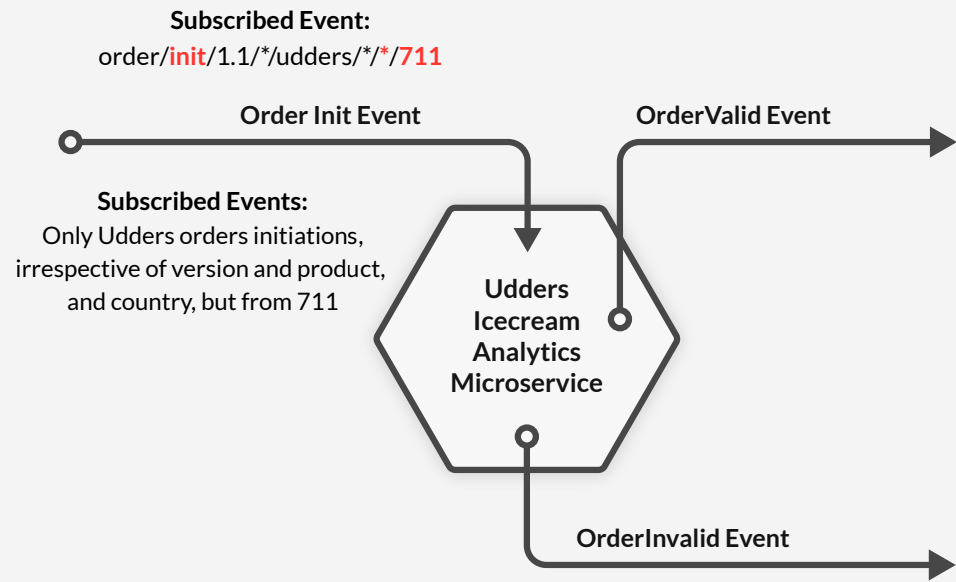 Subscribed Event:
order/init/1.1/*/udders/*/*/711
Order Init Event
OrderValid Event
Subscribed Events:
Only Udders orders initiations,
irrespective of version and product,
and country, but from 711
Udders
Icecream
Analytics
Microservice
OrderInvalid Event